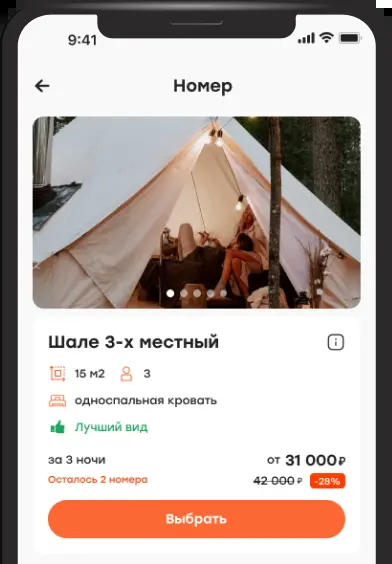 9:41
Номер
Шале 3-х местный
15 м2 3
односпальная кровать
Лучший вид
за 3 ночи от 31 000 ₽
Осталось 2 номера 42 000 ₽ -28%
Выбрать